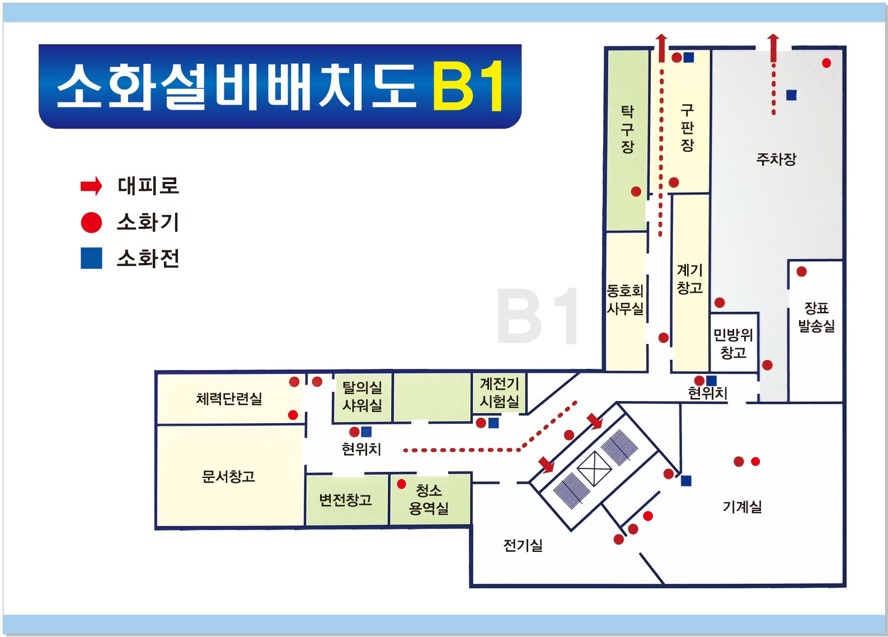 소화설비배치도 B1
대피로
소화기
소화전
B1
탁구장
구판장
주차장
동호회
사무실
계기
창고
장표
발송실
민방위
창고
현위치
체력단련실
탈의실
샤워실
계전기
시험실
현위치
문서창고
변전창고
청소
용역실
전기실
기계실